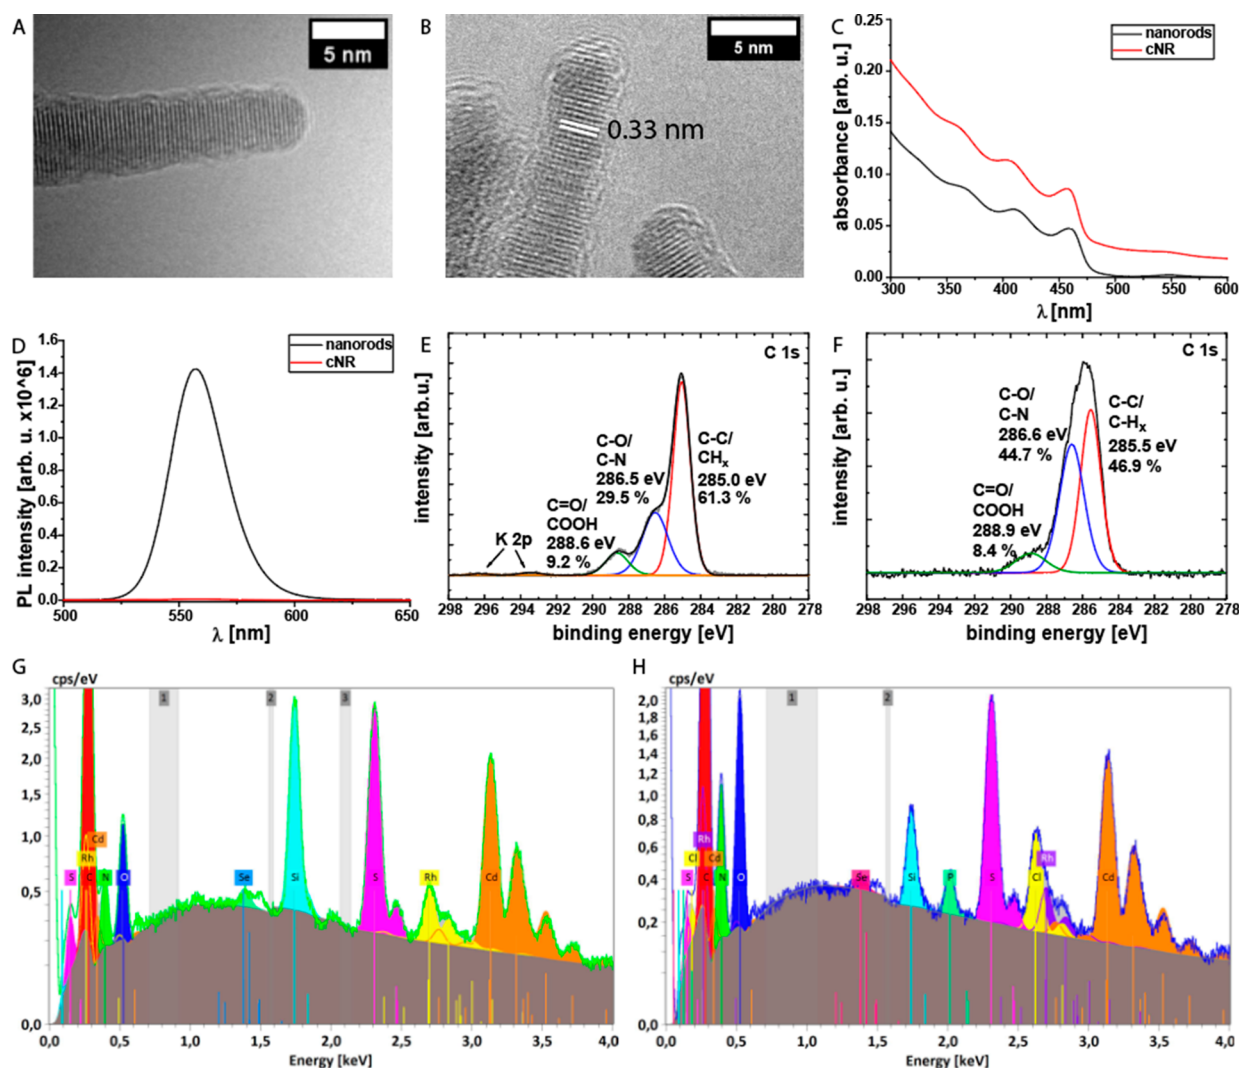 A
5 nm
B
5 nm
0.33 nm
C
absorbance [arb. u.]
0.25
0.20
0.15
0.10
0.05
0.00
nanorods
cNR
300
350
400
450
500
550
600
λ [nm]
D
PL intensity [arb. u. x10^6]
1.6
1.4
1.2
1.0
0.8
0.6
0.4
0.2
0.0
nanorods
cNR
500
550
600
650
λ [nm]
E
intensity [arb.u.]
C 1s
C-O/
C-N
286.5 eV
29.5 %
C-C/
CHx
285.0 eV
61.3 %
C=O/
COOH
288.6 eV
9.2 %
K 2p
298 296 294 292 290 288 286 284 282 280 278
binding energy [eV]
F
intensity [arb. u.]
C 1s
C-O/
C-N
286.6 eV
44.7 %
C-C/
C-Hx
285.5 eV
46.9 %
C=O/
COOH
288.9 eV
8.4 %
298 296 294 292 290 288 286 284 282 280 278
binding energy [eV]
G
cps/eV
3,0
2,0
1,5
1,0
0,5
0,0
1
2
3
Cd
Rh
S
C
N
O
Se
Si
S
Rh
Cd
0,0
0,5
1,0
1,5
2,0
2,5
3,0
3,5
4,0
Energy [keV]
H
cps/eV
2,0
1,8
1,6
1,4
1,2
1,0
0,8
0,6
0,4
0,2
0,0
1
2
Rh
Cl
Cd
S
C
N
O
Se
Si
P
S
Cl
Rh
Cd
0,0
0,5
1,0
1,5
2,0
2,5
3,0
3,5
4,0
Energy [keV]